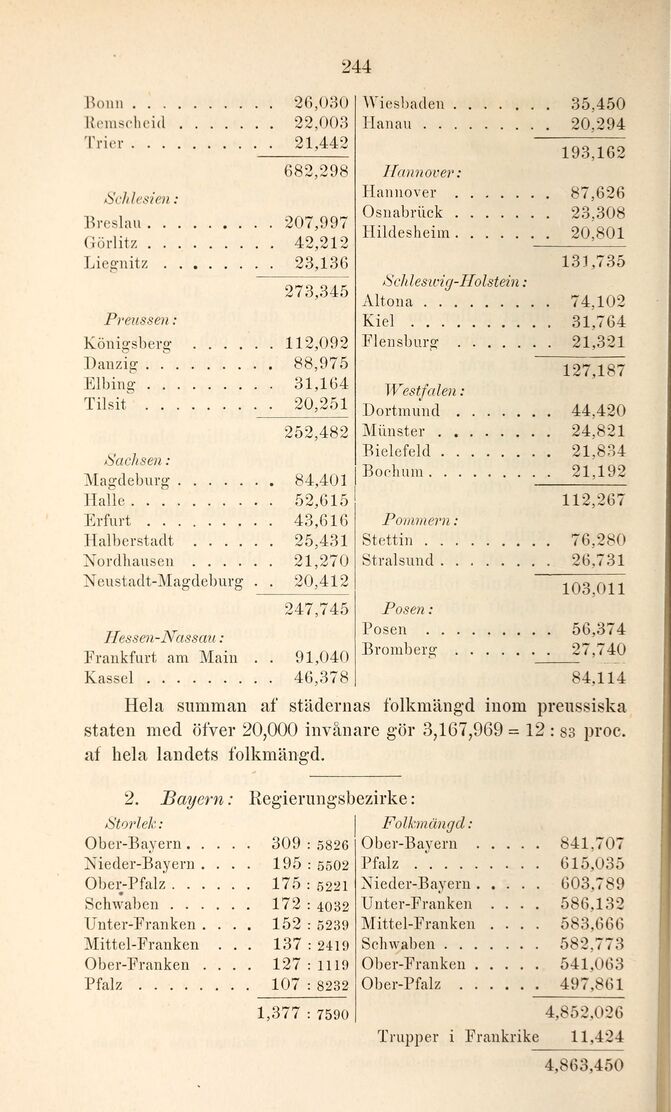 244
Bonn . . . . . . . . . . 26,030
Remscheid . . . . . . . 22,003
Trier . . . . . . . . . . 21,442
682,298
Schlesien:
Breslau . . . . . . . . . 207,997
Görlitz . . . . . . . . . 42,212
Liegnitz . . . . . . . . 23,136
273,345
Preussen:
Königsberg . . . . . . 112,092
Danzig . . . . . . . . . 88,975
Elbing . . . . . . . . . 31,164
Tilsit . . . . . . . . . 20,251
252,482
Sachsen:
Magdeburg . . . . . . . 84,401
Halle . . . . . . . . . . 52,615
Erfurt . . . . . . . . . 43,616
Halberstadt . . . . . . 25,431
Nordhausen . . . . . . 21,270
Neustadt-Magdeburg . . 20,412
247,745
Hessen-Nassau:
Frankfurt am Main . . 91,040
Kassel . . . . . . . . . 46,378
Wiesbaden . . . . . . . 35,450
Hanau . . . . . . . . . 20,294
193,162
Hannover:
Hannover . . . . . . . 87,626
Osnabrück . . . . . . . 23,308
Hildesheim . . . . . . . 20,801
131,735
Schleswig-Holstein:
Altona . . . . . . . . . 74,102
Kiel . . . . . . . . . . 31,764
Flensburg . . . . . . . 21,321
127,187
Westfalen:
Dortmund . . . . . . . 44,420
Münster . . . . . . . . 24,821
Bielefeld . . . . . . . . 21,834
Bochum . . . . . . . . . 21,192
112,267
Pommern:
Stettin . . . . . . . . . 76,280
Stralsund . . . . . . . . 26,731
103,011
Posen:
Posen . . . . . . . . . 56,374
Bromberg . . . . . . . 27,740
84,114
Hela summan af städernas folkmängd inom preussiska
staten med öfver 20,000 invånare gör 3,167,969 = 12 : 83 proc.
af hela landets folkmängd.
2. Bayern: Regierungsbezirke:
Storlek:
Ober-Bayern . . . . . 309 : 5826
Nieder-Bayern . . . . 195 : 5502
Ober-Pfalz . . . . . . 175 : 5221
Schwaben . . . . . . 172 : 4032
Unter-Franken . . . . 152 : 5239
Mittel-Franken . . . 137 : 2419
Ober-Franken . . . . 127 : 1119
Pfalz . . . . . . . . 107 : 8232
1,377 : 7590
Folkmängd:
Ober-Bayern . . . . . 841,707
Pfalz . . . . . . . . . 615,035
Nieder-Bayern . . . . . 603,789
Unter-Franken . . . . 586,132
Mittel-Franken . . . . 583,666
Schwaben . . . . . . . 582,773
Ober-Franken . . . . . 541,063
Ober-Pfalz . . . . . . 497,861
4,852,026
Trupper i Frankrike 11,424
4,863,450